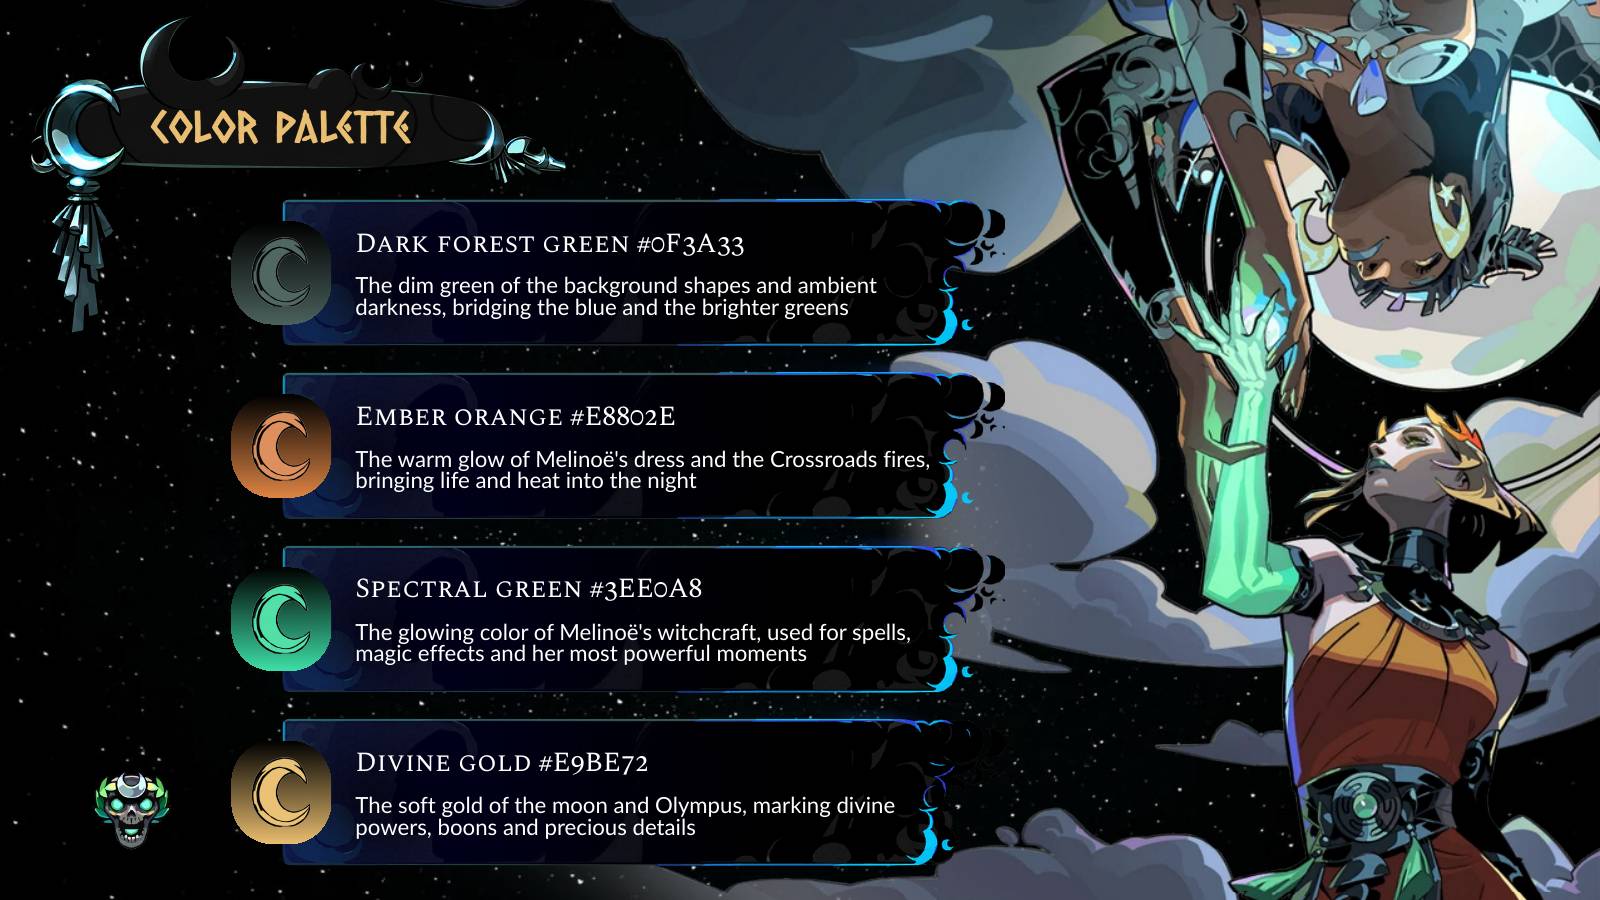 COLOR PALETTE
Dark forest green #0F3A33
The dim green of the background shapes and ambient
darkness, bridging the blue and the brighter greens
Ember orange #E8802E
The warm glow of Melinoë's dress and the Crossroads fires,
bringing life and heat into the night
Spectral green #3EE0A8
The glowing color of Melinoë's witchcraft, used for spells,
magic effects and her most powerful moments
Divine gold #E9BE72
The soft gold of the moon and Olympus, marking divine
powers, boons and precious details